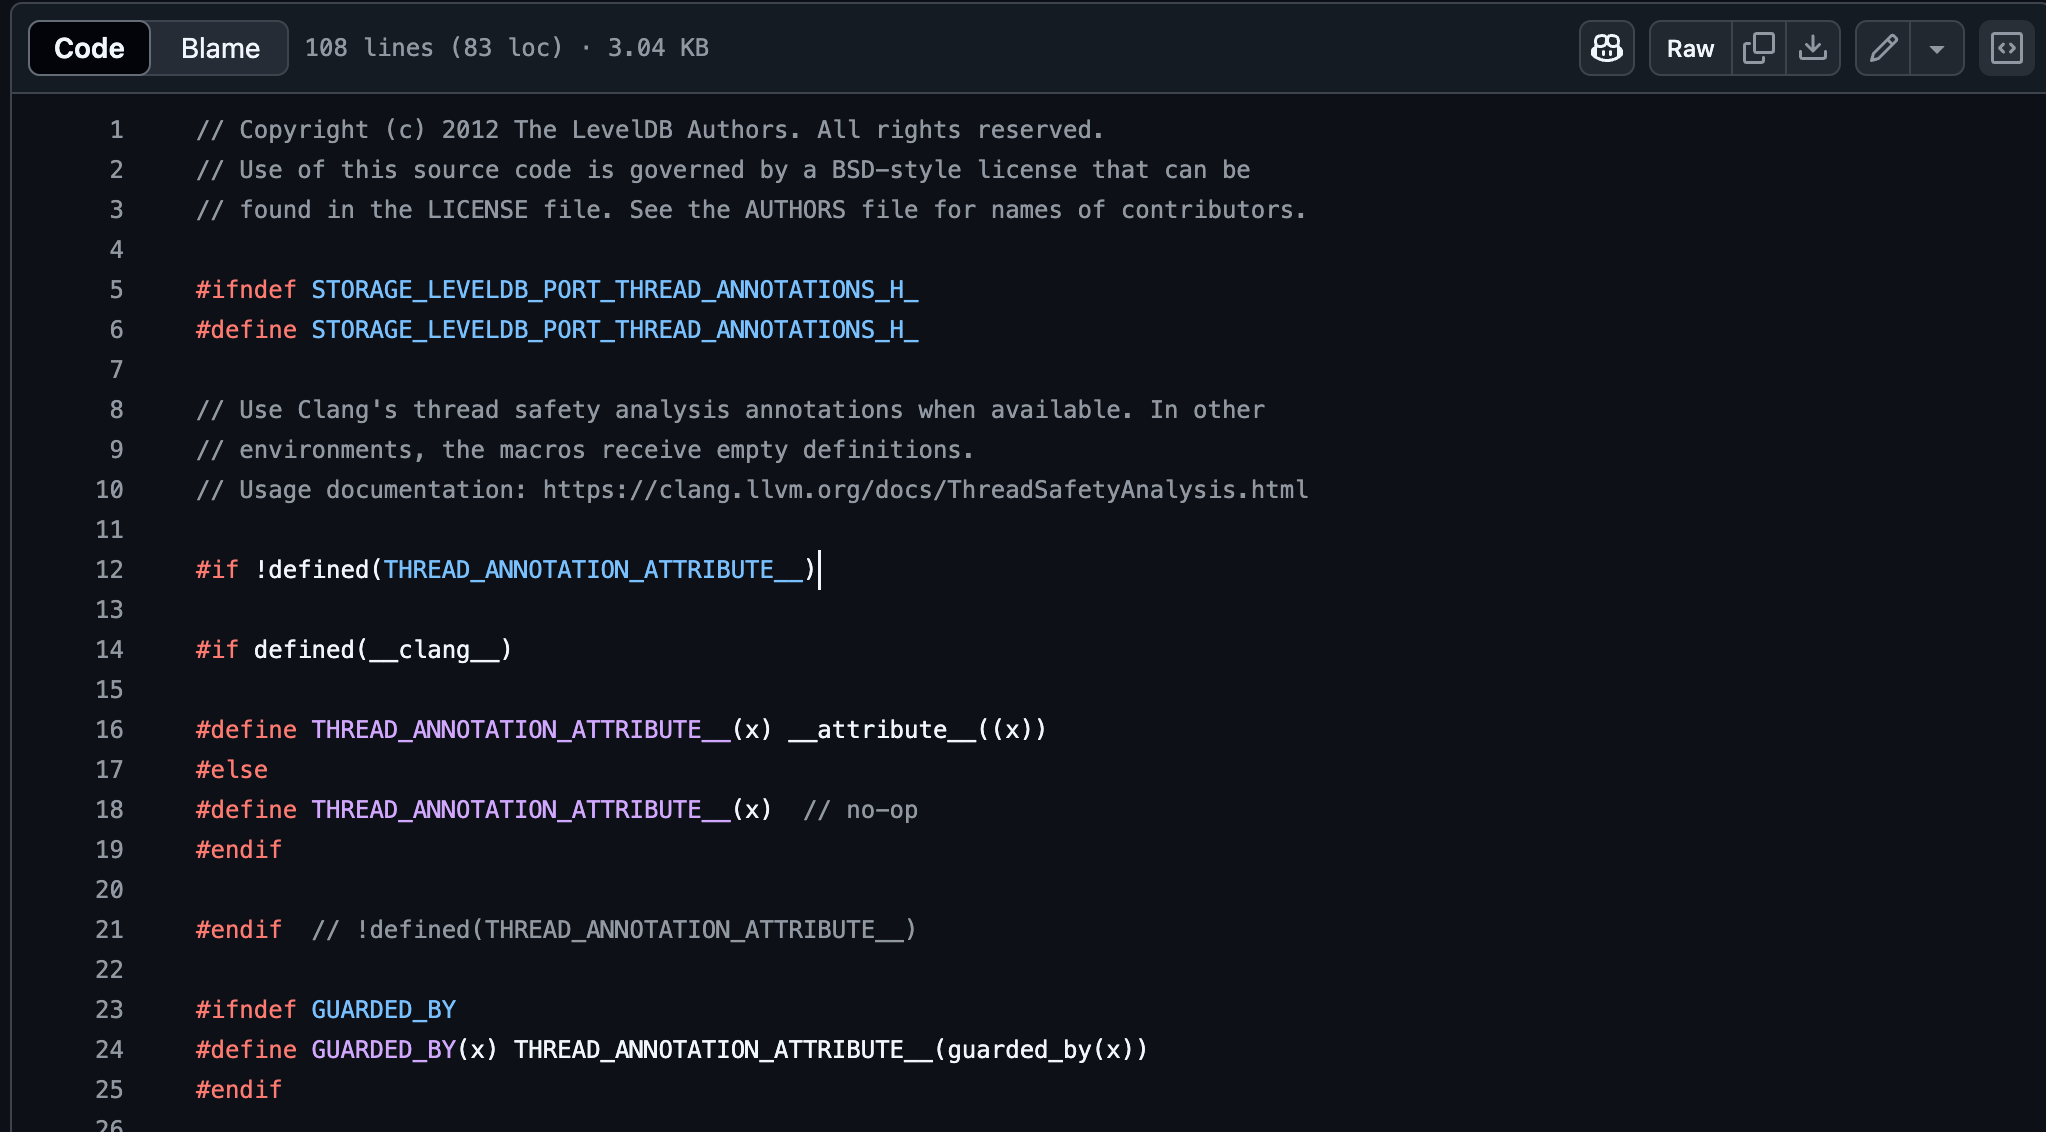 Code Blame 108 lines (83 loc) · 3.04 KB Raw
1 // Copyright (c) 2012 The LevelDB Authors. All rights reserved.
2 // Use of this source code is governed by a BSD-style license that can be
3 // found in the LICENSE file. See the AUTHORS file for names of contributors.
4
5 #ifndef STORAGE_LEVELDB_PORT_THREAD_ANNOTATIONS_H_
6 #define STORAGE_LEVELDB_PORT_THREAD_ANNOTATIONS_H_
7
8 // Use Clang's thread safety analysis annotations when available. In other
9 // environments, the macros receive empty definitions.
10 // Usage documentation: https://clang.llvm.org/docs/ThreadSafetyAnalysis.html
11
12 #if !defined(THREAD_ANNOTATION_ATTRIBUTE__)
13
14 #if defined(__clang__)
15
16 #define THREAD_ANNOTATION_ATTRIBUTE__(x) __attribute__((x))
17 #else
18 #define THREAD_ANNOTATION_ATTRIBUTE__(x)  // no-op
19 #endif
20
21 #endif  // !defined(THREAD_ANNOTATION_ATTRIBUTE__)
22
23 #ifndef GUARDED_BY
24 #define GUARDED_BY(x) THREAD_ANNOTATION_ATTRIBUTE__(guarded_by(x))
25 #endif
26